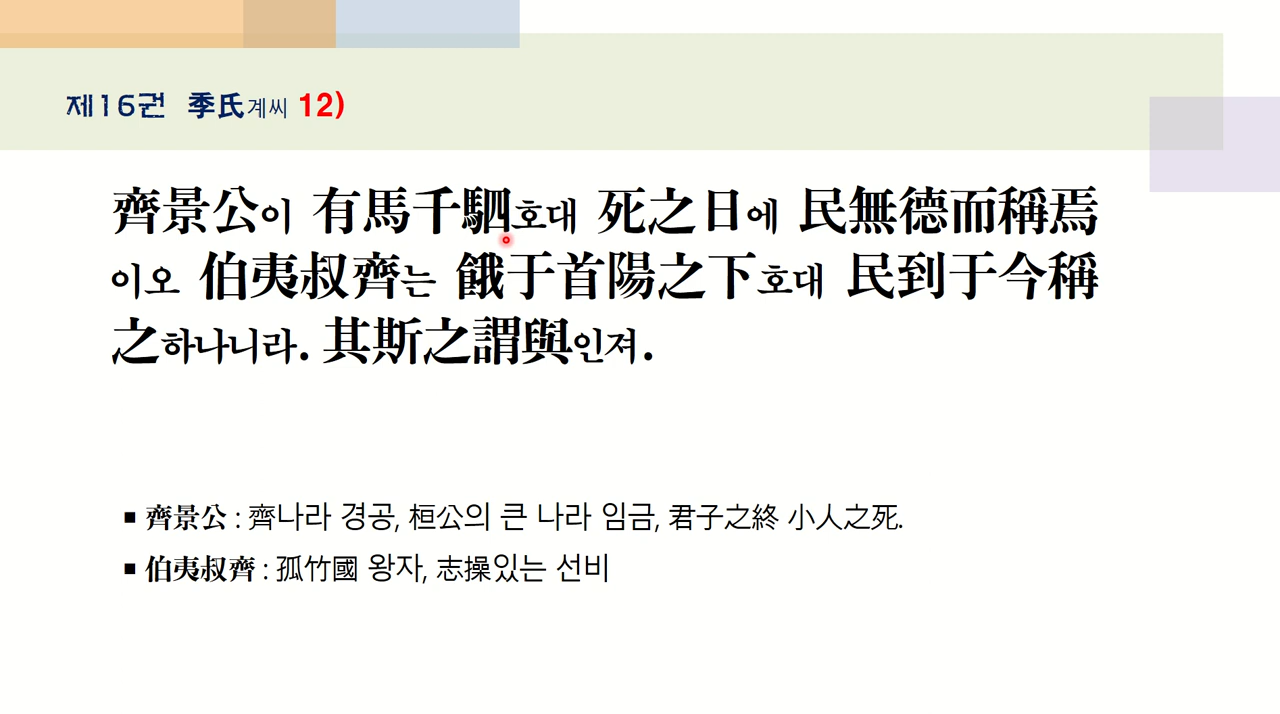 제16권 季氏계씨 12)
齊景公이 有馬千駟호대 死之日에 民無德而稱焉
이오 伯夷叔齊는 餓于首陽之下호대 民到于今稱
之하나니라. 其斯之謂與인져.
▪ 齊景公 : 齊나라 경공, 桓公의 큰 나라 임금, 君子之終 小人之死.
▪ 伯夷叔齊 : 孤竹國 왕자, 志操있는 선비